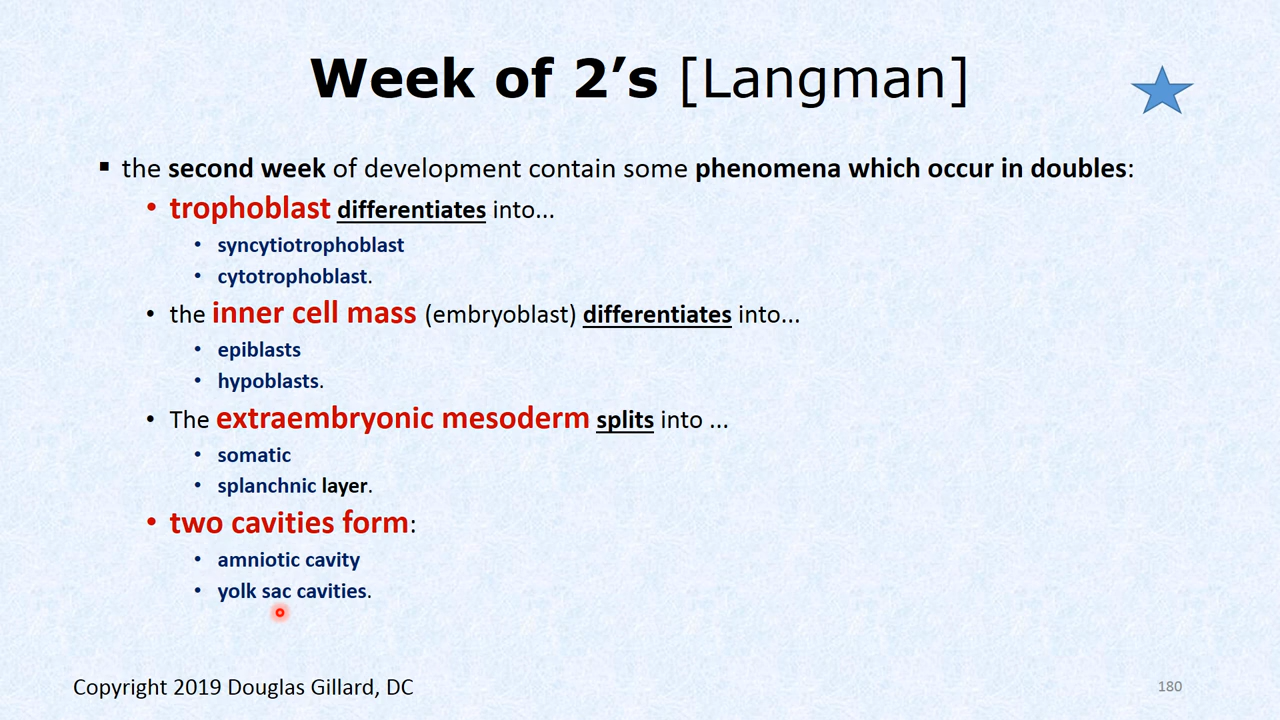 Week of 2’s [Langman]
▪ the second week of development contain some phenomena which occur in doubles:
• trophoblast differentiates into...
• syncytiotrophoblast
• cytotrophoblast.
• the inner cell mass (embryoblast) differentiates into...
• epiblasts
• hypoblasts.
• The extraembryonic mesoderm splits into ...
• somatic
• splanchnic layer.
• two cavities form:
• amniotic cavity
• yolk sac cavities.
Copyright 2019 Douglas Gillard, DC
180